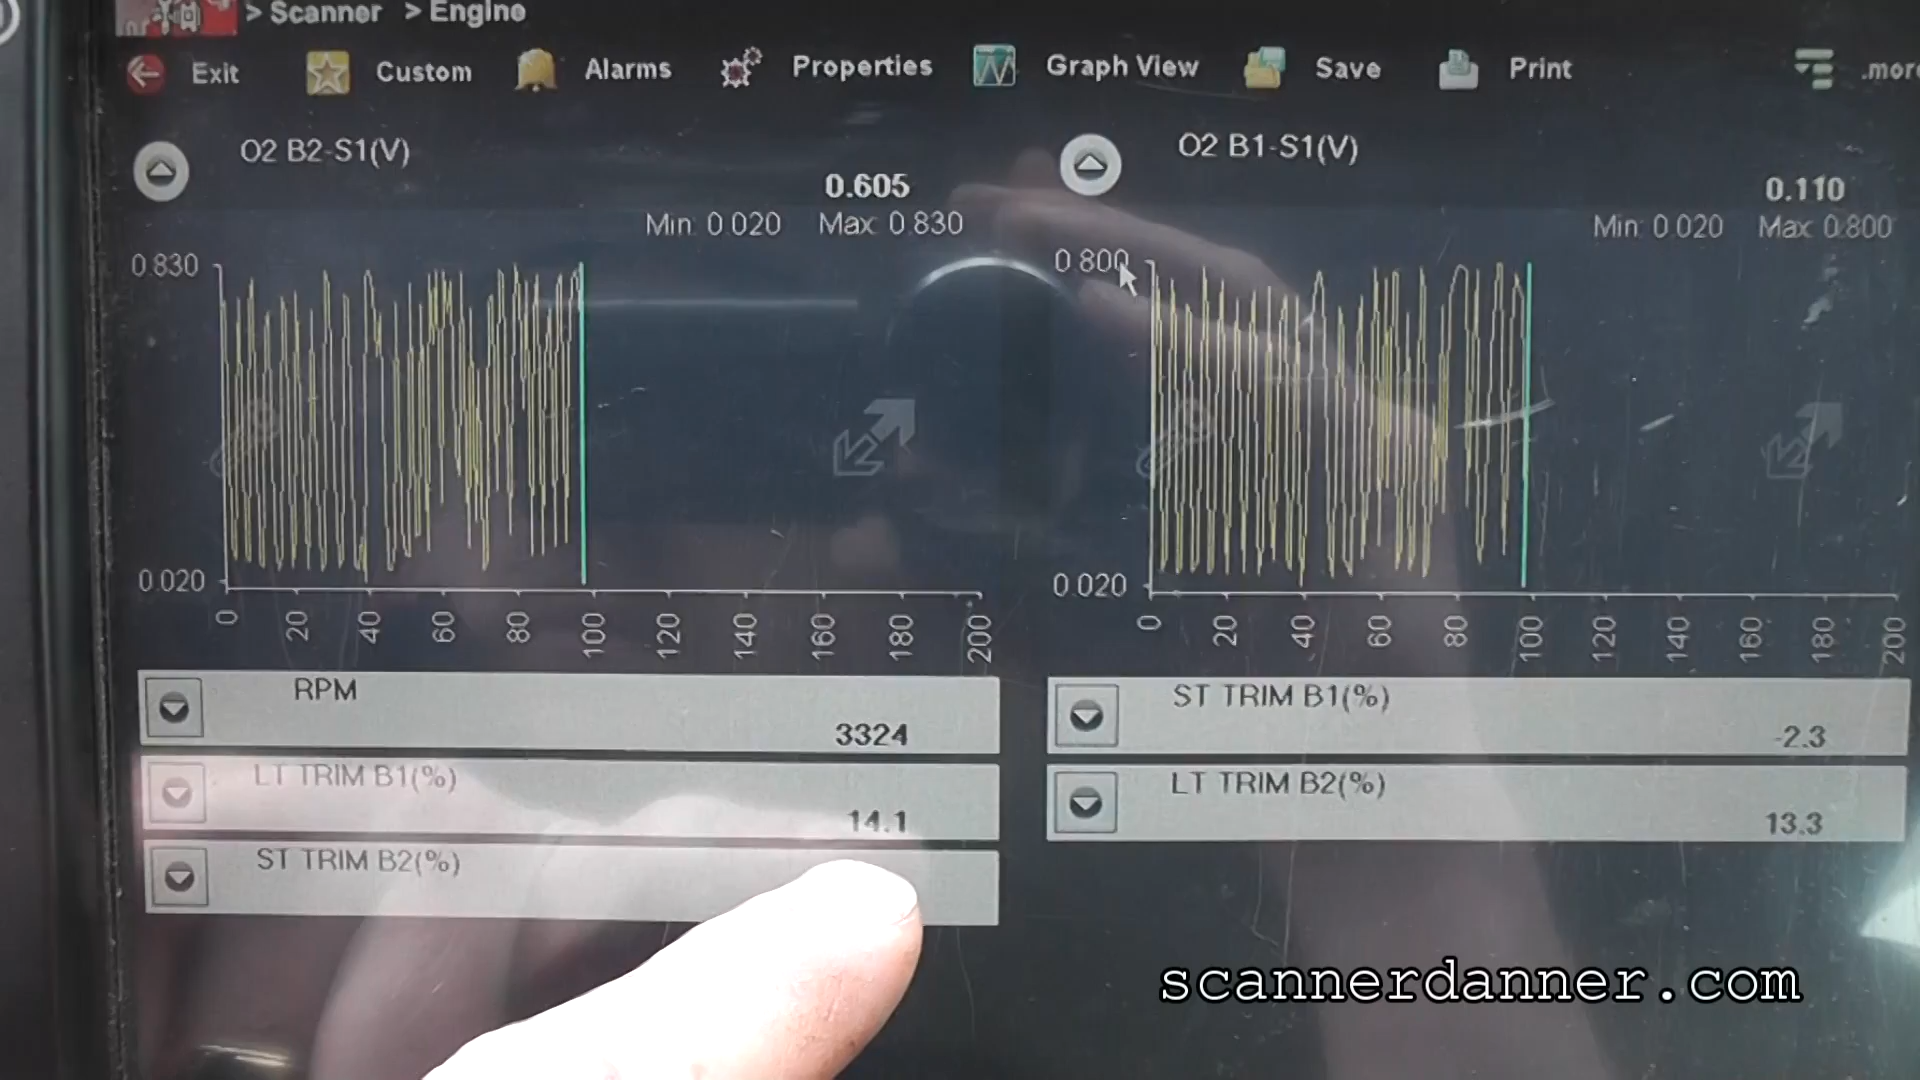 > Scanner > Engine
Exit Custom Alarms Properties Graph View Save Print
O2 B2-S1(V)
0.605
Min: 0.020 Max: 0.830
0.830
0.020
0 20 40 60 80 100 120 140 160 180 200
O2 B1-S1(V)
0.110
Min: 0.020 Max: 0.800
0.800
0.020
0 20 40 60 80 100 120 140 160 180 200
RPM
3324
ST TRIM B1(%)
-2.3
LT TRIM B1(%)
14.1
LT TRIM B2(%)
13.3
ST TRIM B2(%)
scannerdanner.com